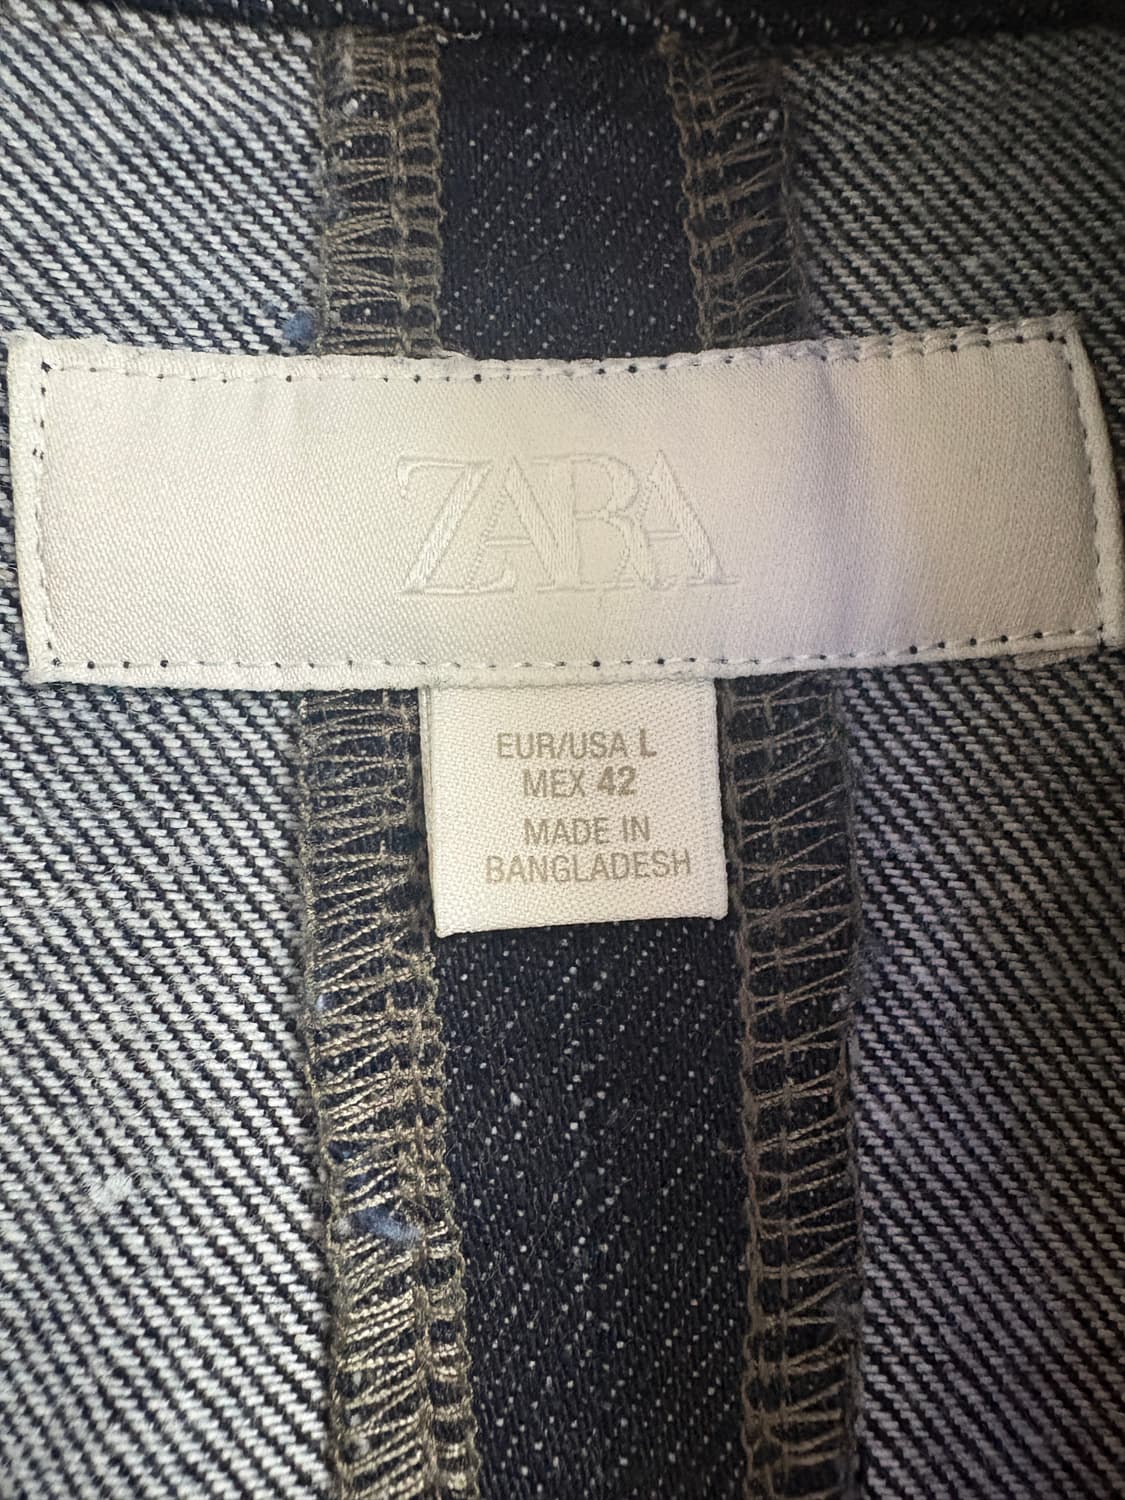 ZARA
EUR/USA L
MEX 42
MADE IN
BANGLADESH